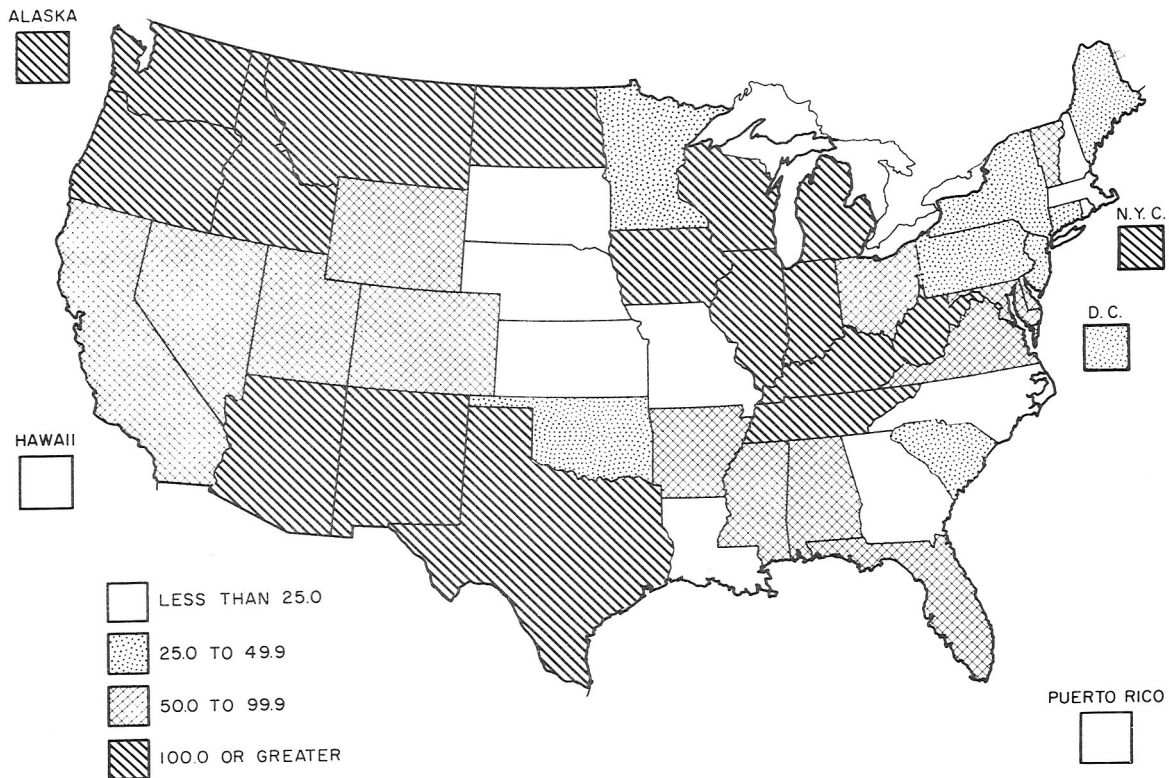 ALASKA
N.Y.C.
D.C.
HAWAII
LESS THAN 25.0
25.0 TO 49.9
50.0 TO 99.9
100.0 OR GREATER
PUERTO RICO